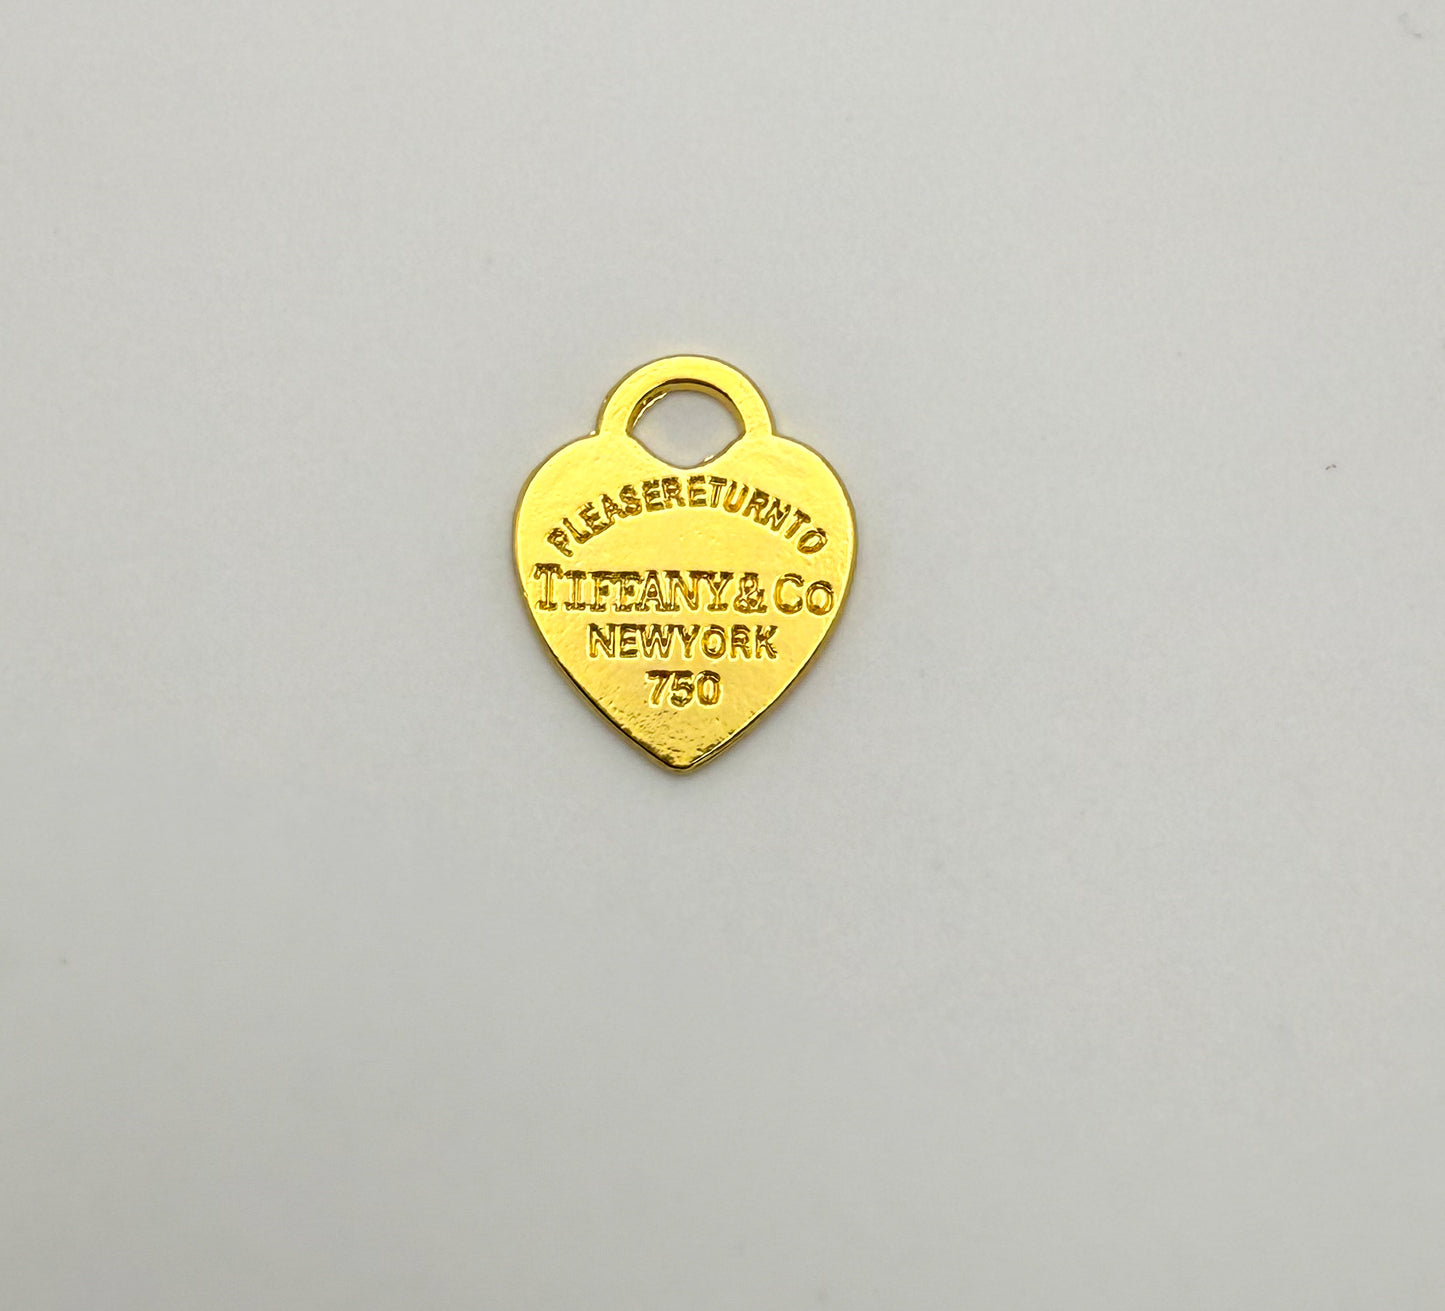 PLEASERETURNTO
TIFFANY&CO
NEWYORK
750